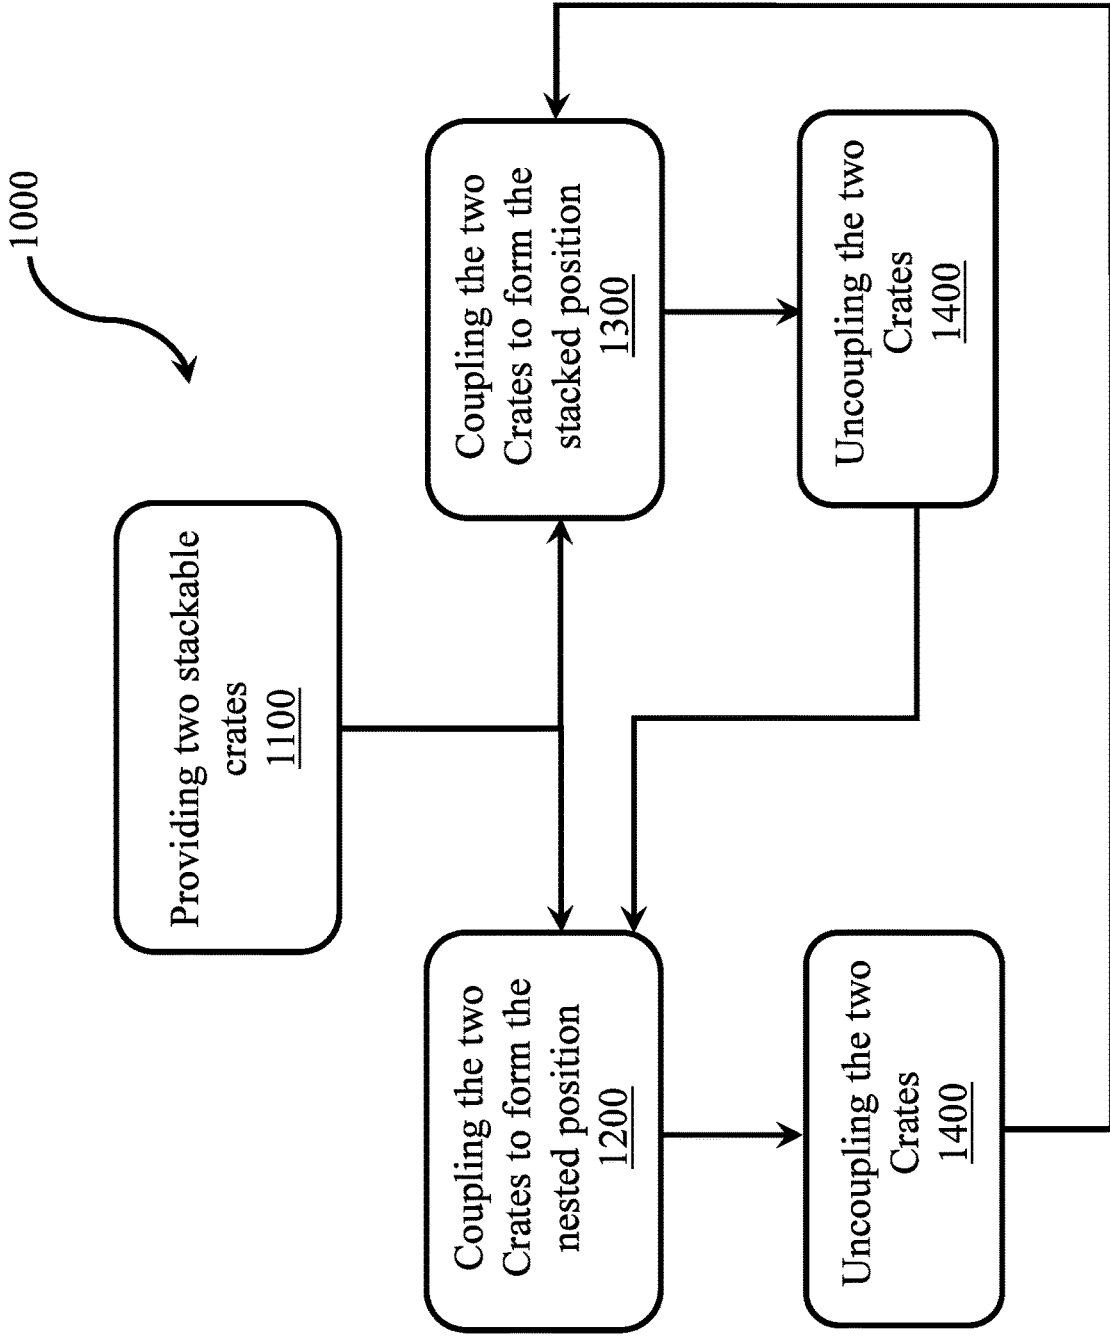 1000
Providing two stackable
crates
1100
Coupling the two
Crates to form the
nested position
1200
Coupling the two
Crates to form the
stacked position
1300
Uncoupling the two
Crates
1400
Uncoupling the two
Crates
1400